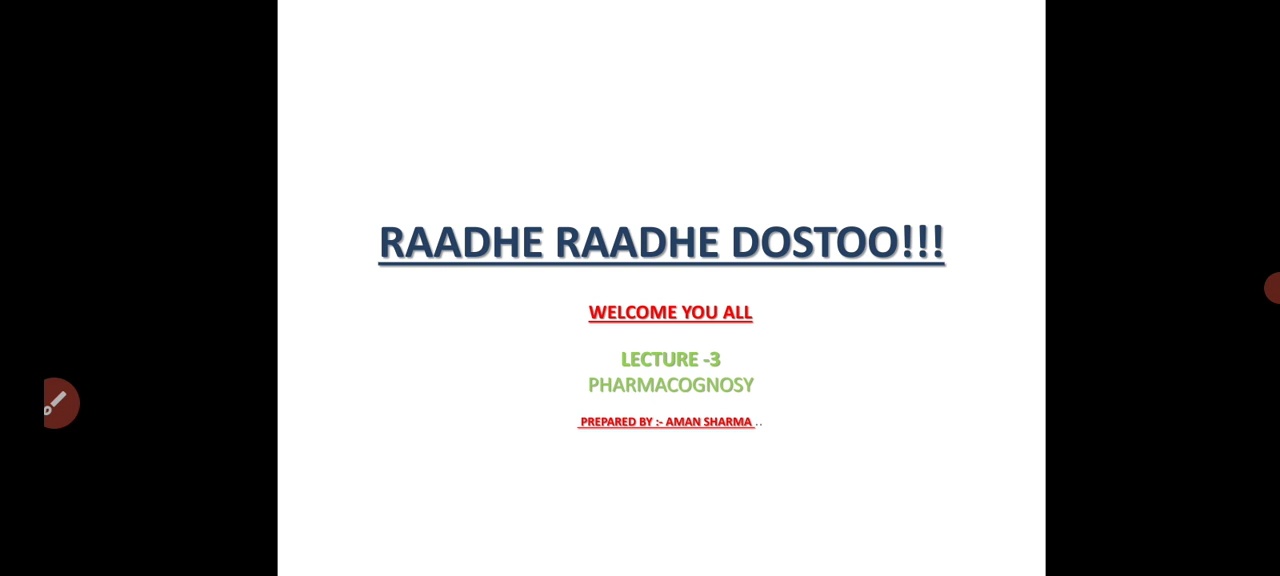 RAADHE RAADHE DOSTOO!!!
WELCOME YOU ALL
LECTURE -3
PHARMACOGNOSY
PREPARED BY :- AMAN SHARMA ..